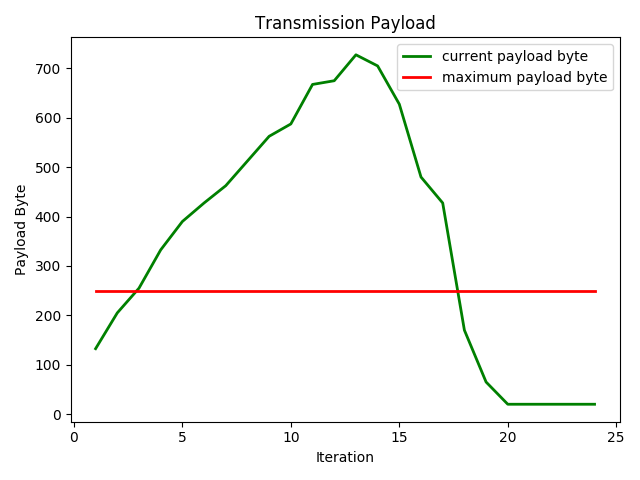 Transmission Payload
current payload byte
maximum payload byte
Payload Byte
700
600
500
400
300
200
100
0
0 5 10 15 20 25
Iteration